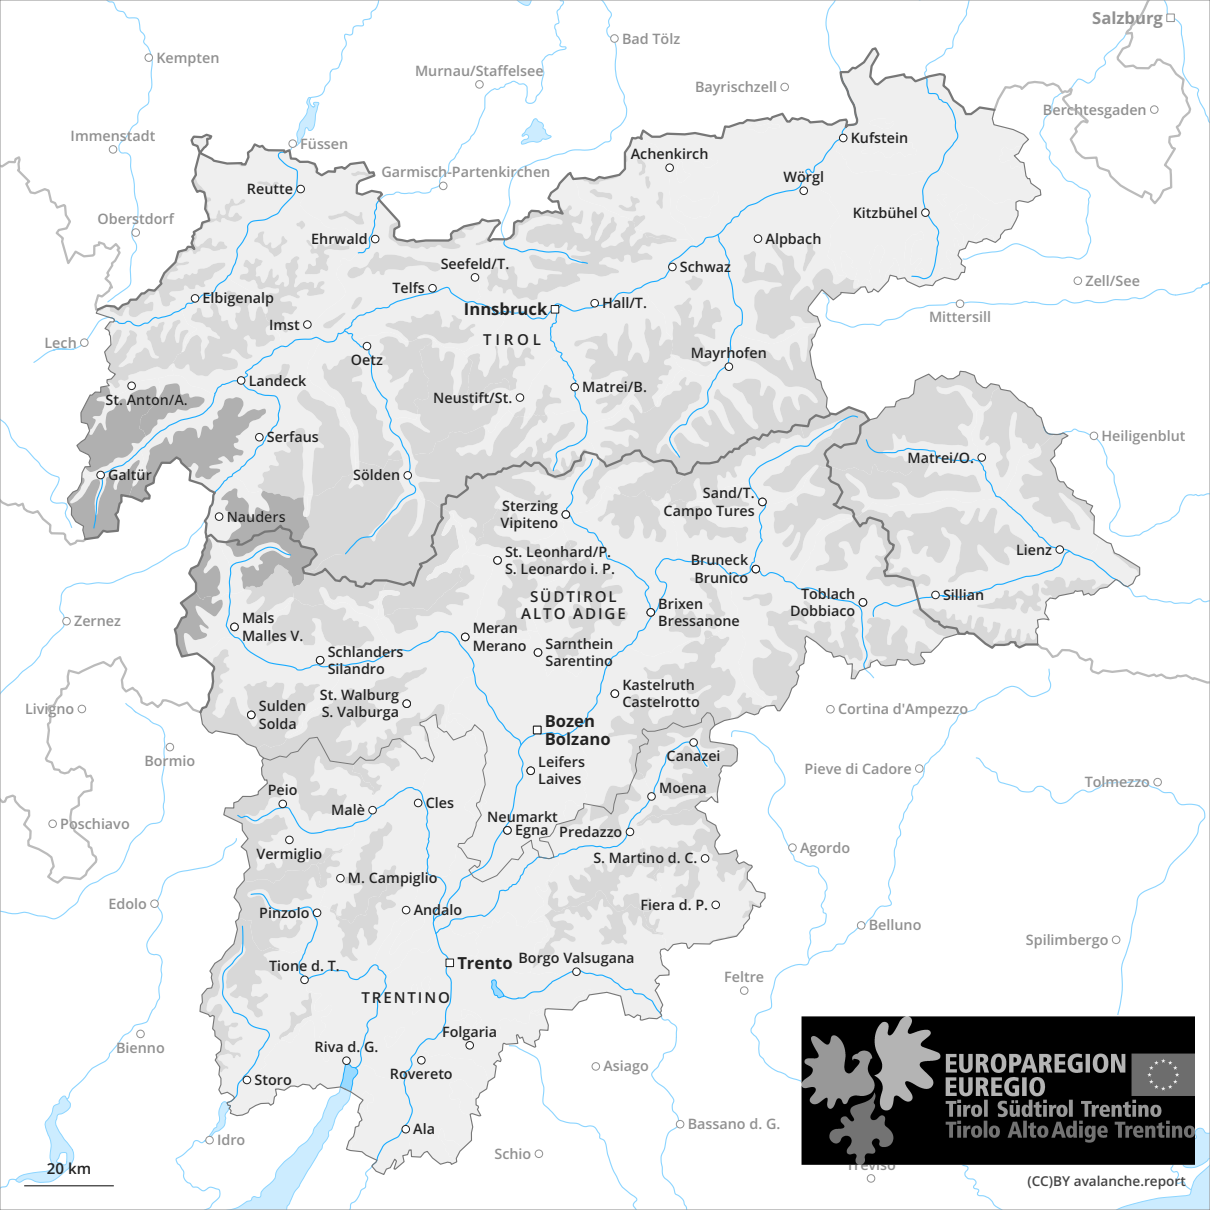 Salzburg
Bad Tölz
Kempten
Murnau/Staffelsee
Bayrischzell
Berchtesgaden
Immenstadt
Füssen
Kufstein
Achenkirch
Garmisch-Partenkirchen
Wörgl
Reutte
Oberstdorf
Kitzbühel
Ehrwald
Alpbach
Seefeld/T.
Schwaz
Zell/See
Telfs
Elbigenalp
Innsbruck
Hall/T.
Mittersill
Imst
TIROL
Lech
Oetz
Mayrhofen
Landeck
Matrei/B.
St. Anton/A.
Neustift/St.
Serfaus
Heiligenblut
Matrei/O.
Galtür
Sölden
Sand/T.
Campo Tures
Sterzing
Vipiteno
Nauders
Lienz
St. Leonhard/P.
S. Leonardo i. P.
Bruneck
Brunico
SÜDTIROL
ALTO ADIGE
Toblach
Dobbiaco
Sillian
Brixen
Bressanone
Zernez
Mals
Malles V.
Meran
Merano
Sarnthein
Sarentino
Schlanders
Silandro
Kastelruth
Castelrotto
St. Walburg
S. Valburga
Sulden
Solda
Livigno
Cortina d'Ampezzo
Bozen
Bolzano
Bormio
Canazei
Leifers
Laives
Pieve di Cadore
Tolmezzo
Peio
Moena
Malè
Cles
Neumarkt
Egna
Predazzo
Poschiavo
Vermiglio
Agordo
S. Martino d. C.
M. Campiglio
Edolo
Pinzolo
Andalo
Fiera d. P.
Belluno
Spilimbergo
Tione d. T.
Trento
Borgo Valsugana
Feltre
TRENTINO
Folgaria
Bienno
Riva d. G.
Rovereto
Asiago
Storo
EUROPAREGION
EUREGIO
Tirol Südtirol Trentino
Tirolo Alto Adige Trentino
Ala
Bassano d. G.
Idro
Schio
Treviso
20 km
(CC)BY avalanche.report